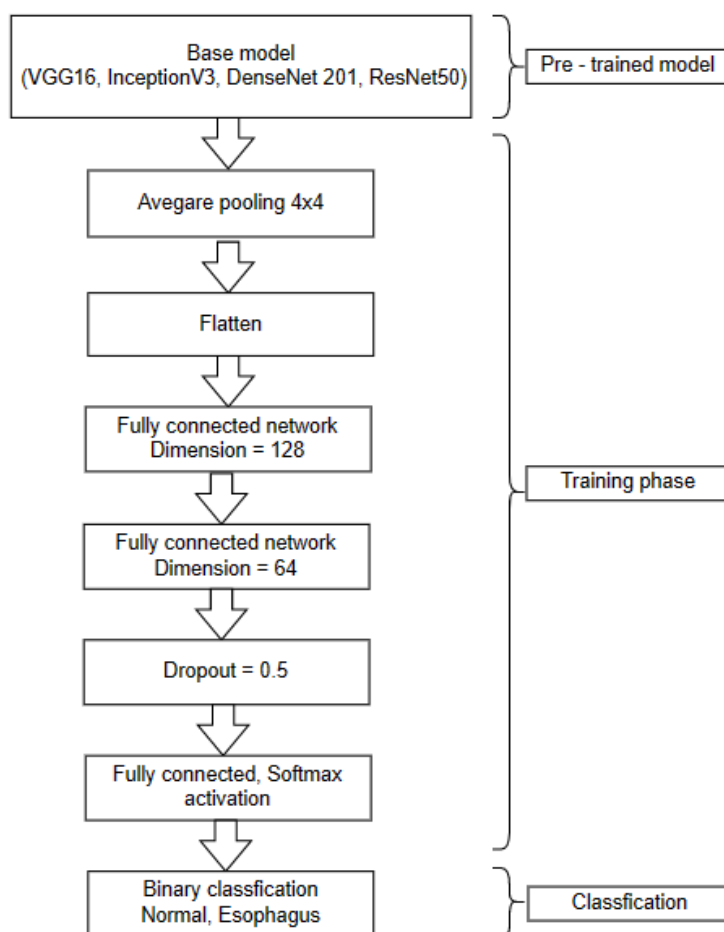 Base model
(VGG16, InceptionV3, DenseNet 201, ResNet50)
Pre - trained model
Avegare pooling 4x4
Flatten
Fully connected network
Dimension = 128
Training phase
Fully connected network
Dimension = 64
Dropout = 0.5
Fully connected, Softmax
activation
Binary classfication
Normal, Esophagus
Classfication